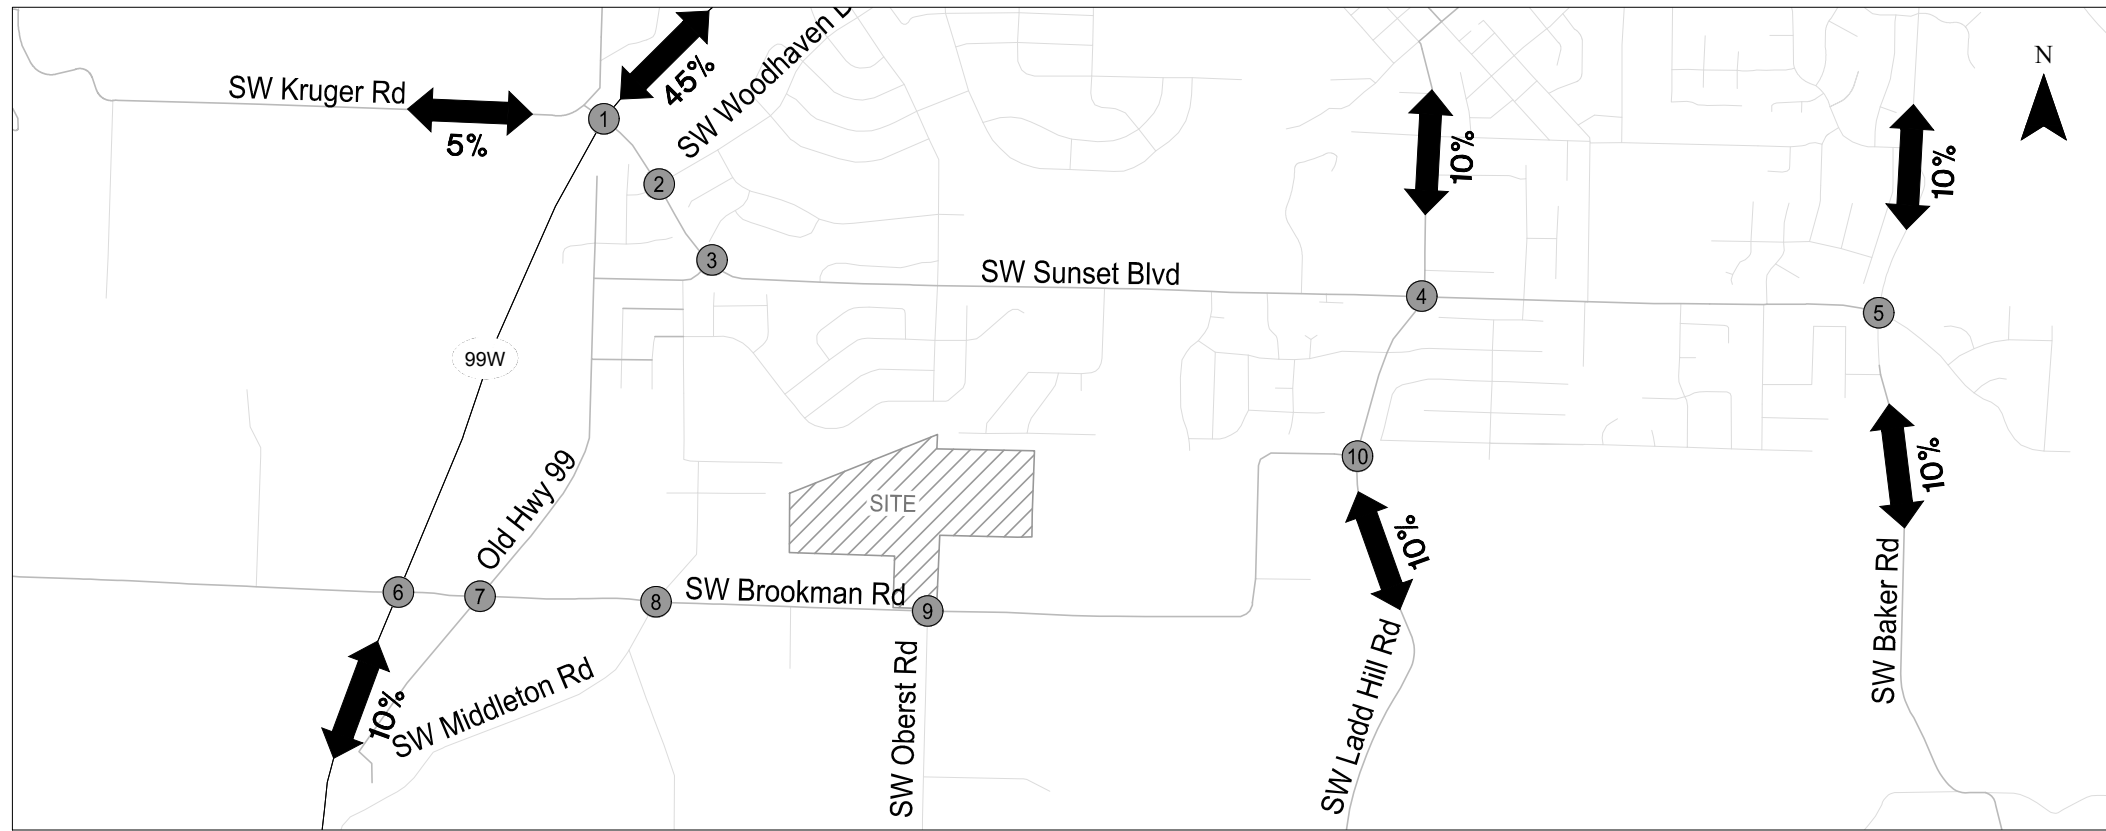 SW Kruger Rd
5%
45%
SW Woodhaven D
10%
10%
N
1
2
3
SW Sunset Blvd
4
5
99W
Old Hwy 99
SITE
10
10%
10%
6
7
8
SW Brookman Rd
9
10%
SW Middleton Rd
SW Oberst Rd
SW Ladd Hill Rd
SW Baker Rd